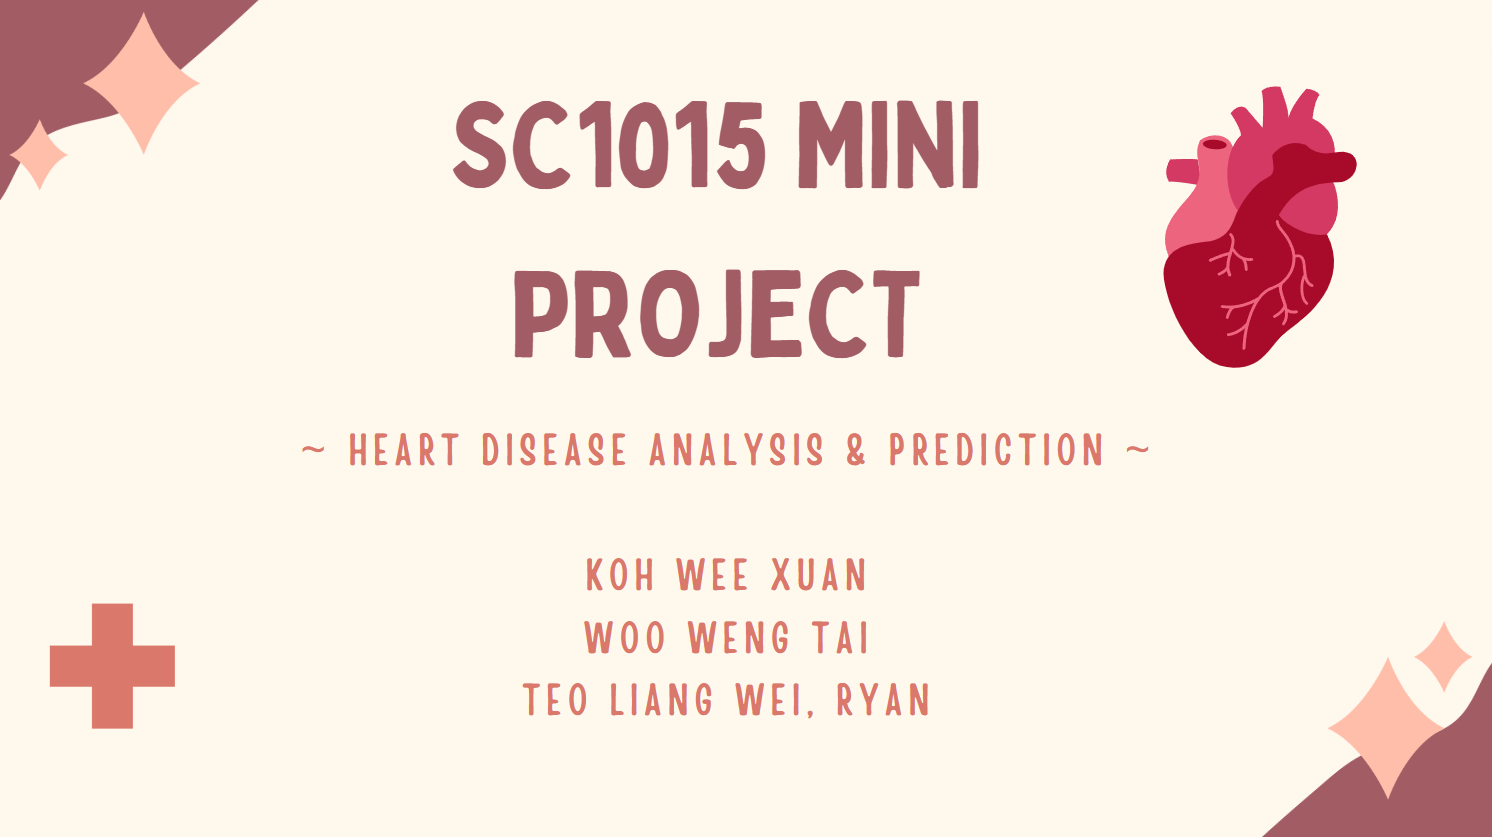 SC1015 MINI
PROJECT
~ HEART DISEASE ANALYSIS & PREDICTION ~
KOH WEE XUAN
WOO WENG TAI
TEO LIANG WEI, RYAN